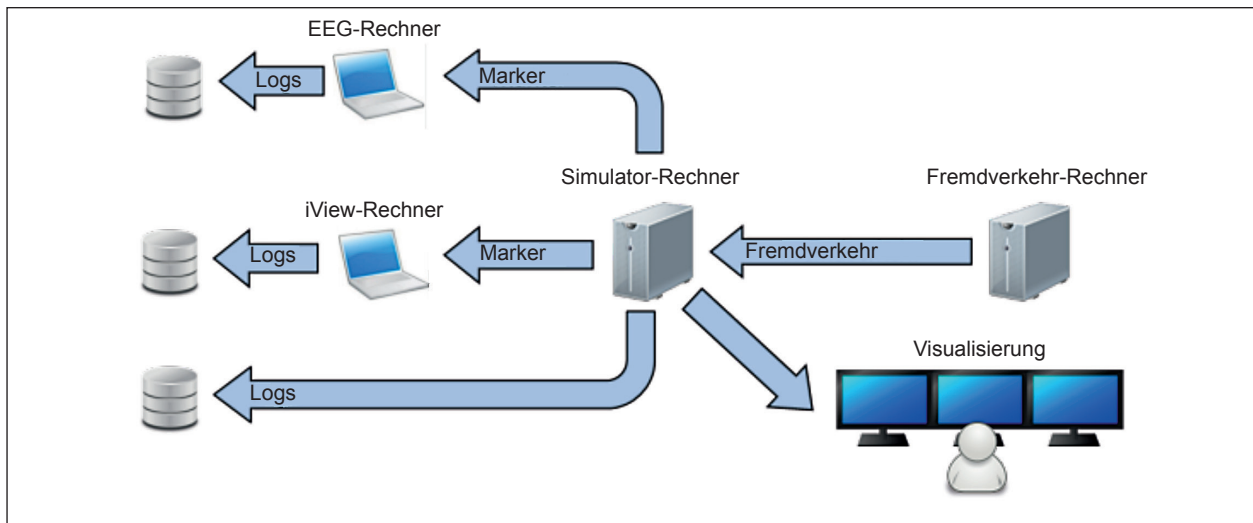 EEG-Rechner
Logs
Marker
Simulator-Rechner
Fremdverkehr-Rechner
iView-Rechner
Logs
Marker
Fremdverkehr
Visualisierung
Logs